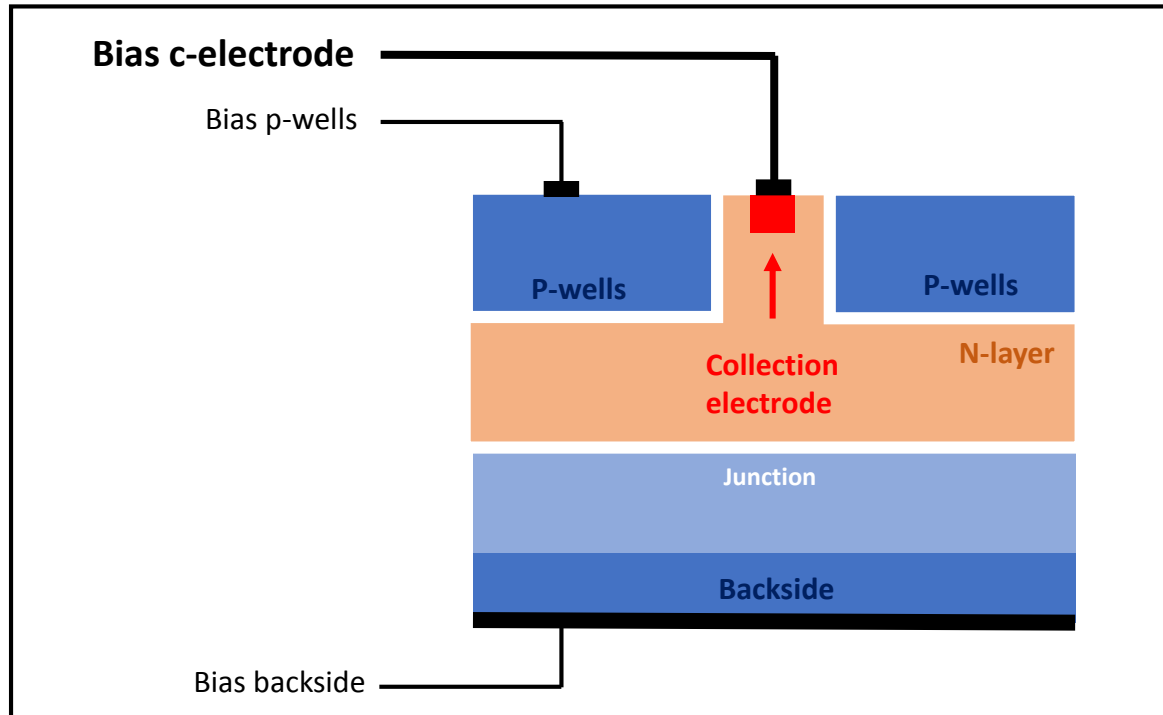 Bias c-electrode
Bias p-wells
P-wells
P-wells
N-layer
Collection
electrode
Junction
Backside
Bias backside